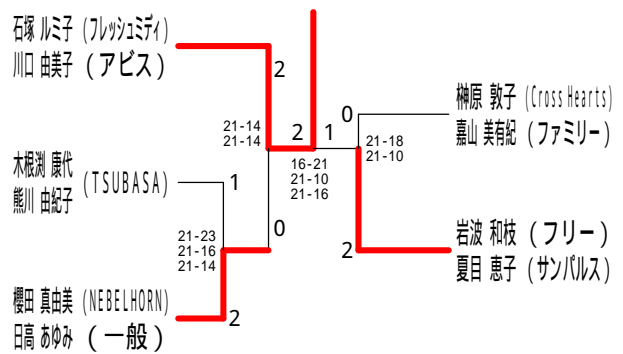 石塚 ルミ子 (フレッシュミディ)
川口 由美子 (アビス)
2
21-14
21-14
2
1
16-21
21-10
21-16
0
榊原 敦子 (Cross Hearts)
嘉山 美有紀 (ファミリー)
21-18
21-10
木根渕 康代
熊川 由紀子
(TSUBASA)
1
0
21-23
21-16
21-14
2
岩波 和枝 (フリー)
夏目 恵子 (サンパルス)
櫻田 真由美 (NEBELHORN)
日高 あゆみ (一般)
2